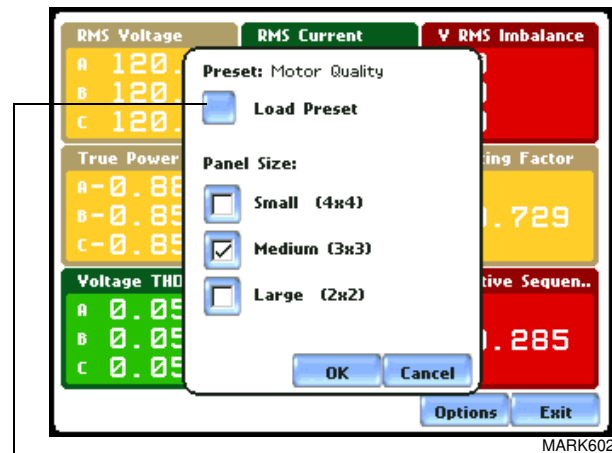 RMS Voltage
RMS Current
V RMS Imbalance
A 120.
B 120.
C 120.
Preset: Motor Quality
Load Preset
True Power
ing Factor
A-0.88
B-0.85
C-0.85
.729
Panel Size:
Small (4x4)
Medium (3x3)
Large (2x2)
Voltage THD
tive Sequen..
A 0.05
B 0.05
C 0.05
.285
OK
Cancel
Options
Exit
MARK602